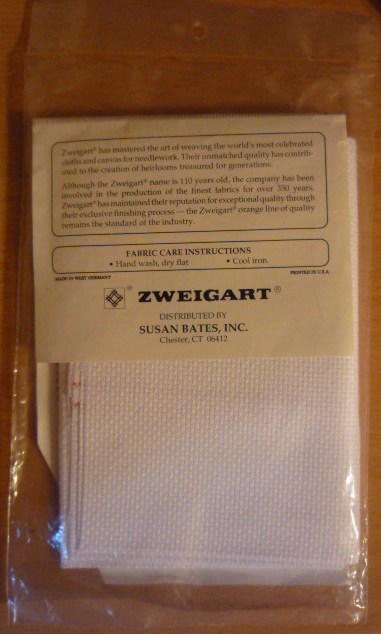 Zweigart® has mastered the art of weaving the world's most celebrated
cloths and canvas for needlework. Their unmatched quality has contrib-
uted to the creation of heirlooms treasured for generations.
Although the Zweigart® name is 110 years old, the company has been
involved in the production of the finest fabrics for over 350 years.
Zweigart® has maintained their reputation for exceptional quality through
their exclusive finishing process — the Zweigart® orange line of quality
remains the standard of the industry.
FABRIC CARE INSTRUCTIONS
• Hand wash, dry flat • Cool iron.
MADE IN WEST GERMANY PRINTED IN U.S.A.
® ZWEIGART®
DISTRIBUTED BY
SUSAN BATES, INC.
Chester, CT 06412